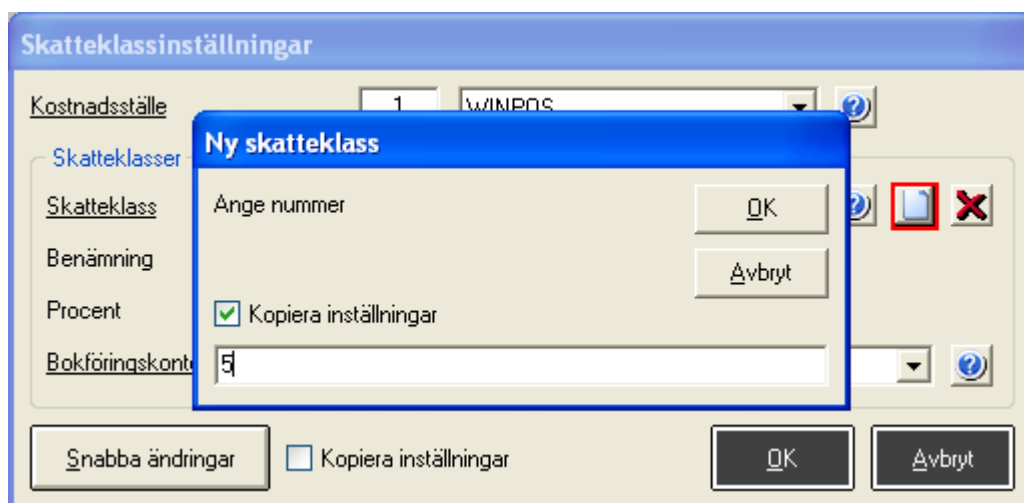 Skatteklassinställningar
Kostnadsställe 1 WINPOS
Ny skatteklass
Skatteklasser
Skatteklass Ange nummer OK
Benämning Avbryt
Procent Kopiera inställningar
Bokföringskonto 5
Snabba ändringar Kopiera inställningar OK Avbryt